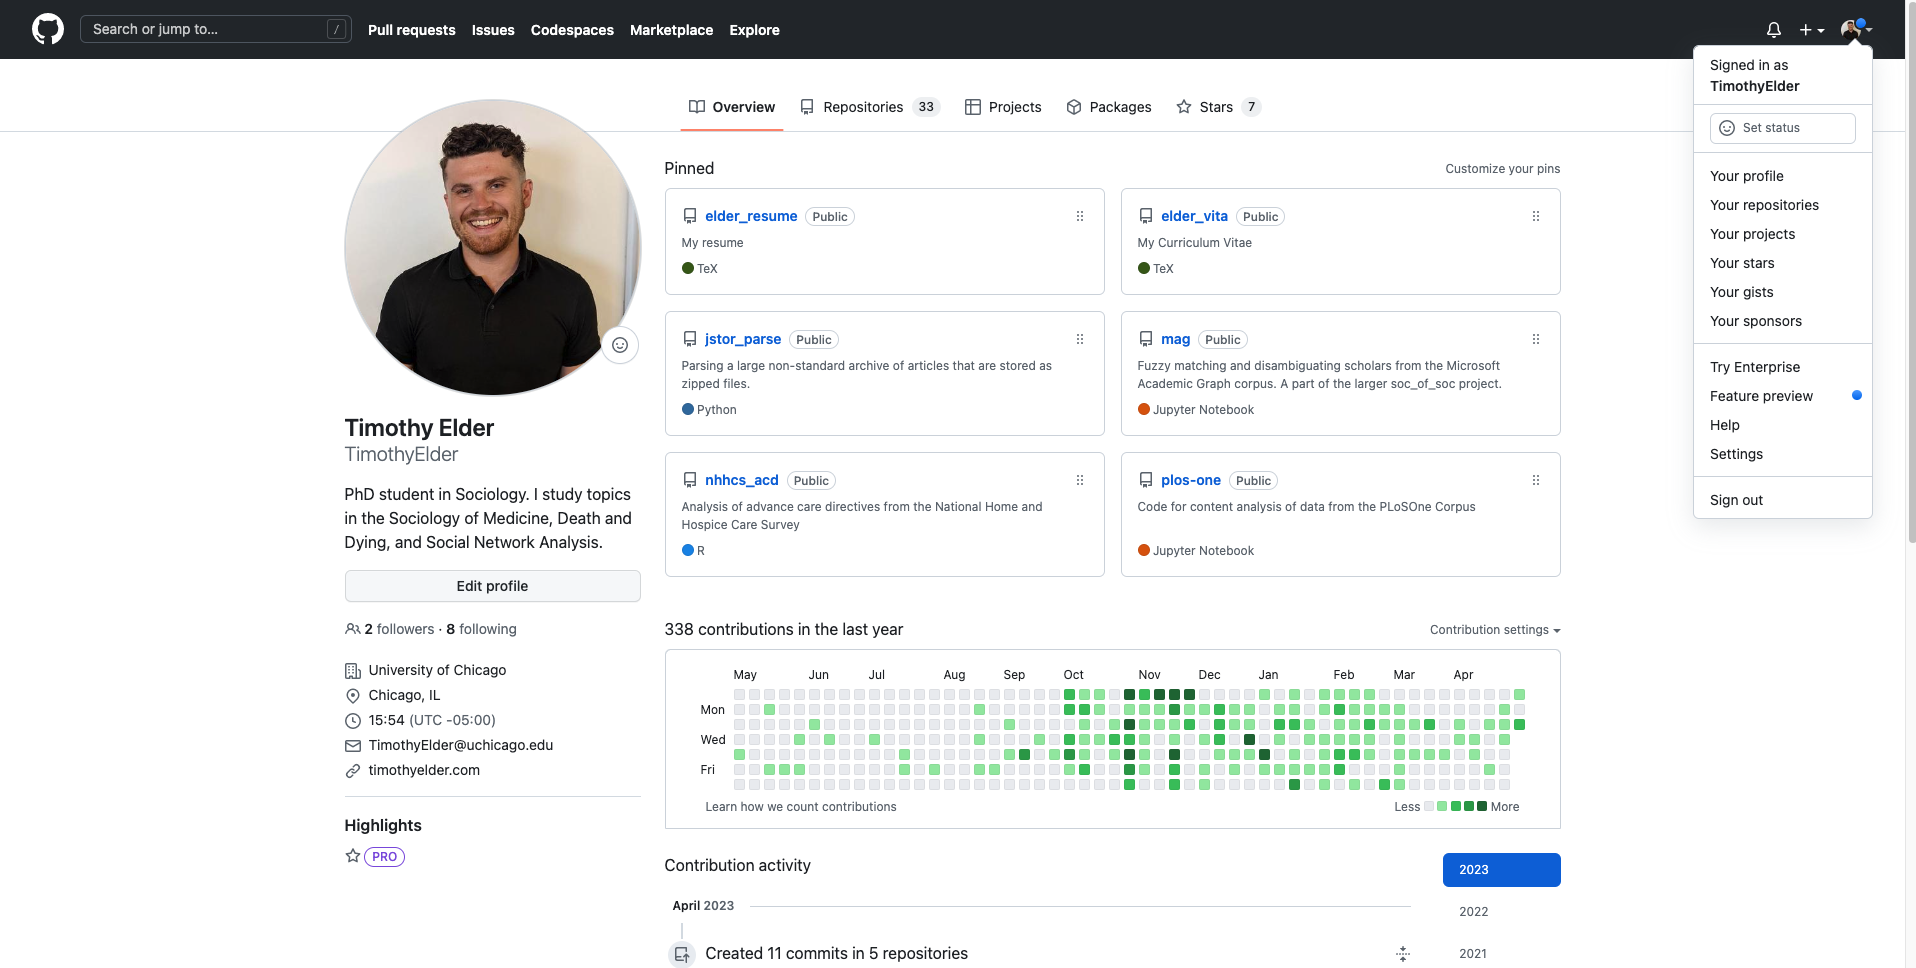 Search or jump to...
/
Pull requests
Issues
Codespaces
Marketplace
Explore
Signed in as
TimothyElder
Set status
Your profile
Your repositories
Your projects
Your stars
Your gists
Your sponsors
Try Enterprise
Feature preview
Help
Settings
Sign out
Overview
Repositories 33
Projects
Packages
Stars 7
Timothy Elder
TimothyElder
PhD student in Sociology. I study topics
in the Sociology of Medicine, Death and
Dying, and Social Network Analysis.
Edit profile
2 followers · 8 following
University of Chicago
Chicago, IL
15:54 (UTC -05:00)
TimothyElder@uchicago.edu
timothyelder.com
Highlights
PRO
Pinned
Customize your pins
elder_resume Public
My resume
TeX
elder_vita Public
My Curriculum Vitae
TeX
jstor_parse Public
Parsing a large non-standard archive of articles that are stored as
zipped files.
Python
mag Public
Fuzzy matching and disambiguating scholars from the Microsoft
Academic Graph corpus. A part of the larger soc_of_soc project.
Jupyter Notebook
nhhcs_acd Public
Analysis of advance care directives from the National Home and
Hospice Care Survey
R
plos-one Public
Code for content analysis of data from the PLoSOne Corpus
Jupyter Notebook
338 contributions in the last year
Contribution settings
May Jun Jul Aug Sep Oct Nov Dec Jan Feb Mar Apr
Mon
Wed
Fri
Learn how we count contributions
Less More
Contribution activity
2023
2022
2021
April 2023
Created 11 commits in 5 repositories